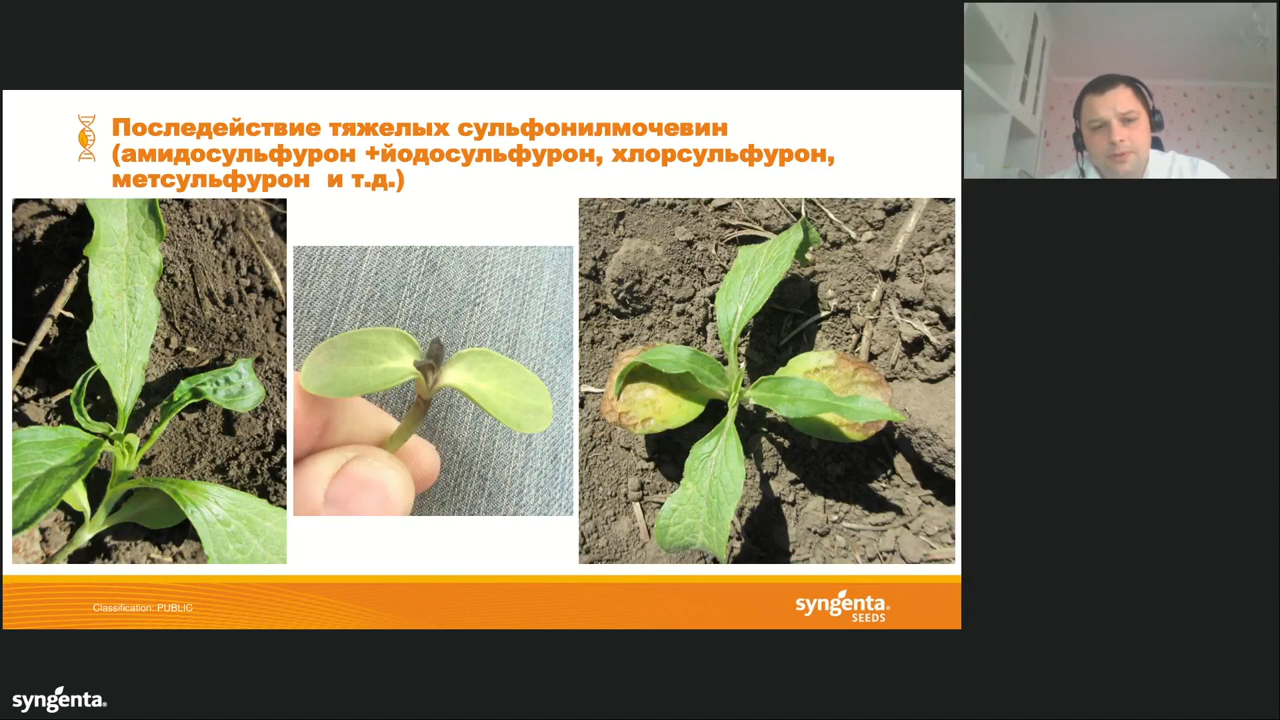 Последействие тяжелых сульфонилмочевин
(амидосульфурон +йодосульфурон, хлорсульфурон,
метсульфурон и т.д.)
Classification: PUBLIC
syngenta.
SEEDS
syngenta.